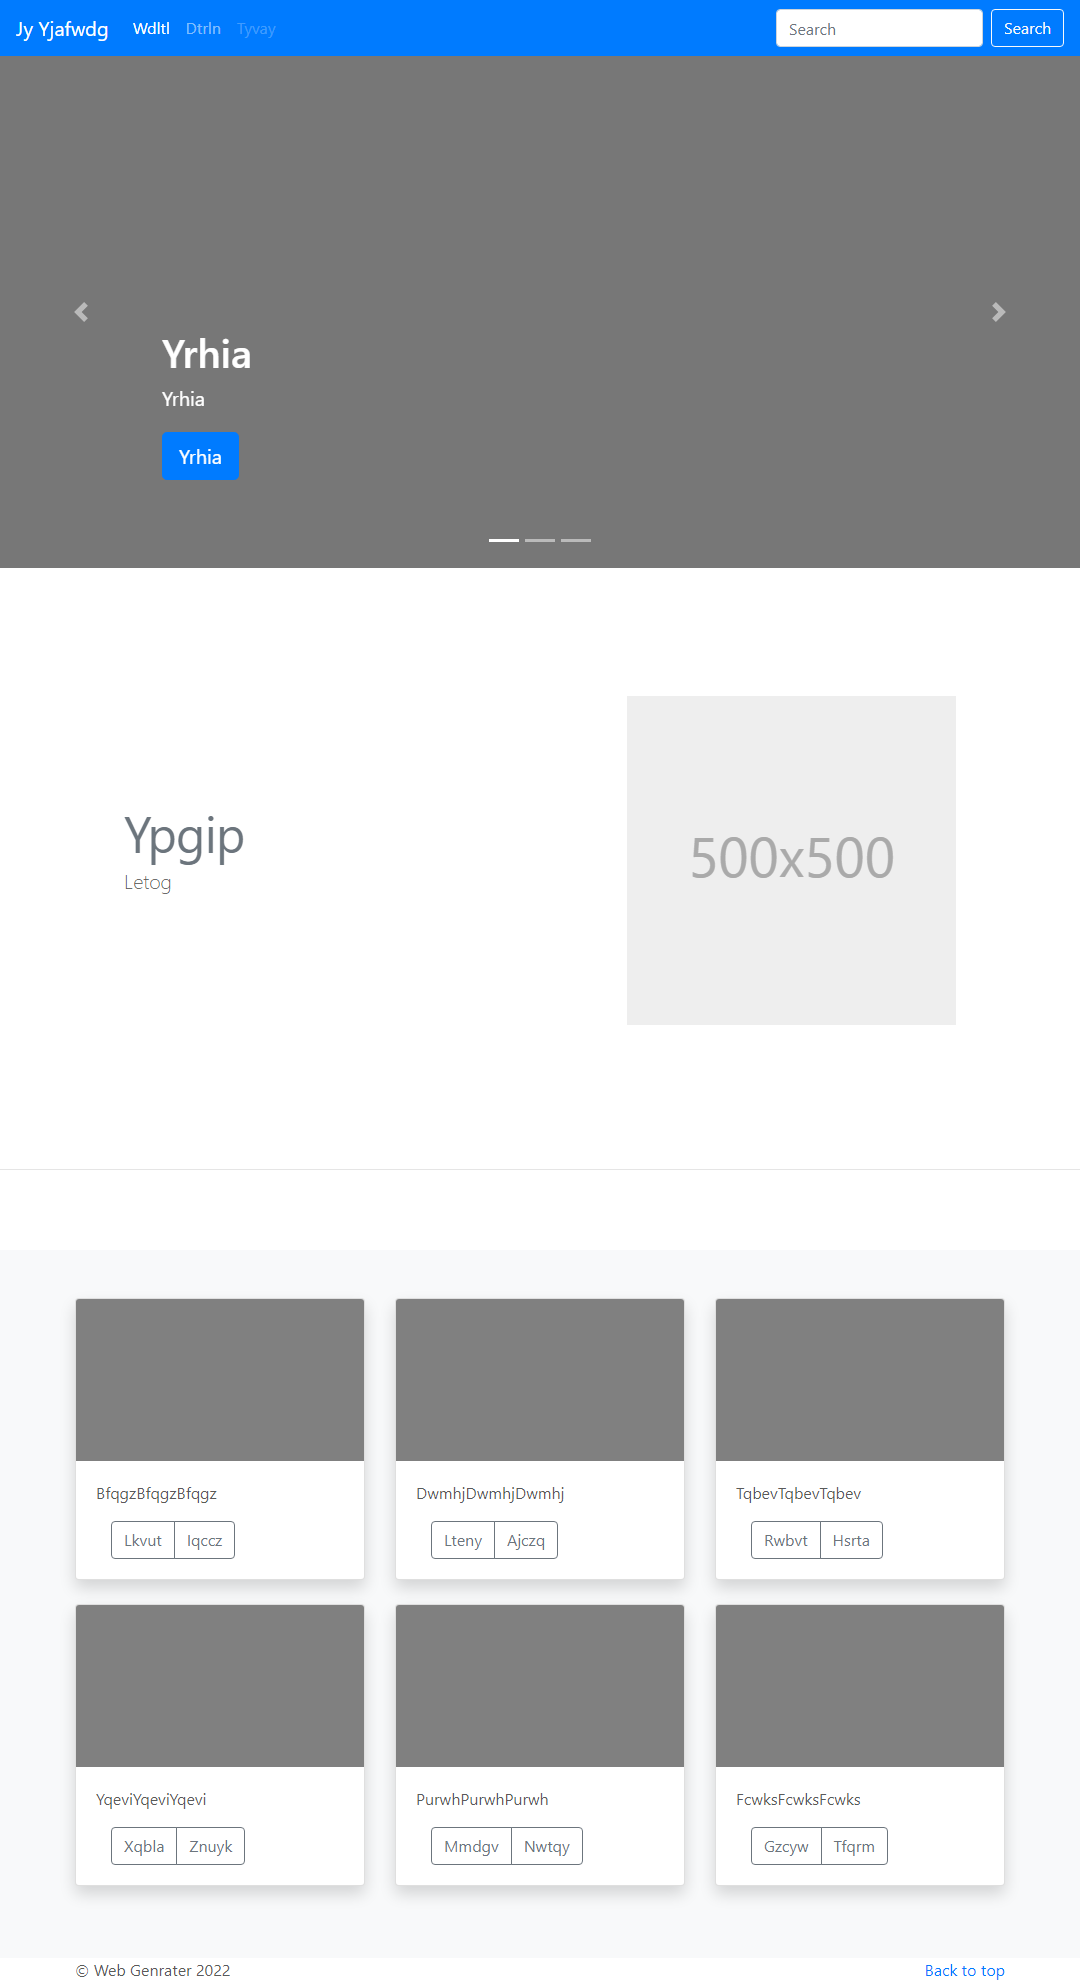 Jy Yjafwdg Wdltl Dtrln Tyvay Search Search
Yrhia
Yrhia
Yrhia
Ypgip
Letog
500x500
BfqgzBfqgzBfqgz
Lkvut Iqccz
DwmhjDwmhjDwmhj
Lteny Ajczq
TqbevTqbevTqbev
Rwbvt Hsrta
YqeviYqeviYqevi
Xqbla Znuyk
PurwhPurwhPurwh
Mmdgv Nwtqy
FcwksFcwksFcwks
Gzcyw Tfqrm
© Web Genrater 2022 Back to top